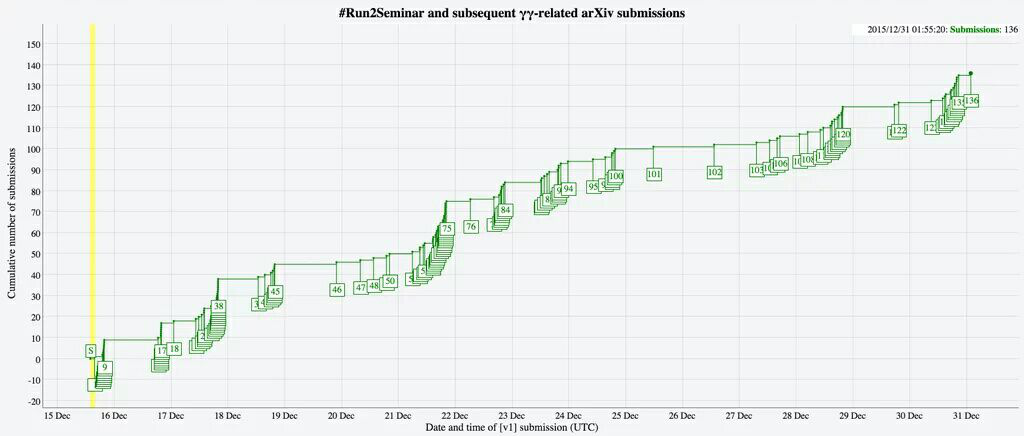 #Run2Seminar and subsequent γγ-related arXiv submissions
2015/12/31 01:55:20: Submissions: 136
Cumulative number of submissions
150
140
130
120
110
100
90
80
70
60
50
40
30
20
10
0
-10
-20
S
9
17
18
38
45
46
47
48
50
75
76
84
94
95
100
101
102
106
120
122
136
15 Dec
16 Dec
17 Dec
18 Dec
19 Dec
20 Dec
21 Dec
22 Dec
23 Dec
24 Dec
25 Dec
26 Dec
27 Dec
28 Dec
29 Dec
30 Dec
31 Dec
Date and time of [v1] submission (UTC)